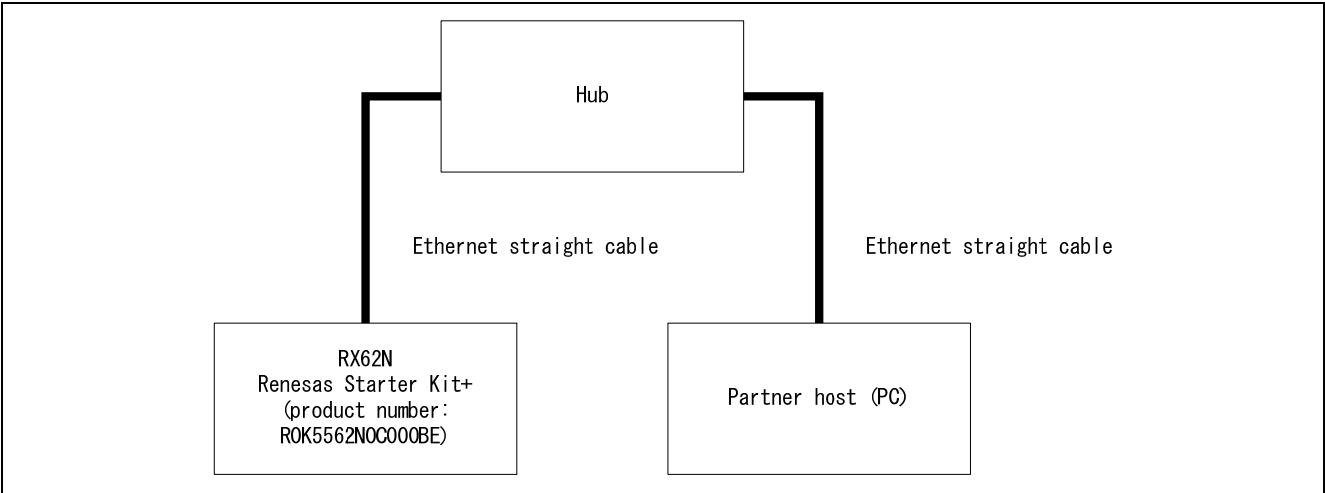 Hub
Ethernet straight cable
Ethernet straight cable
RX62N
Renesas Starter Kit+
(product number:
R0K5562N0C000BE)
Partner host (PC)